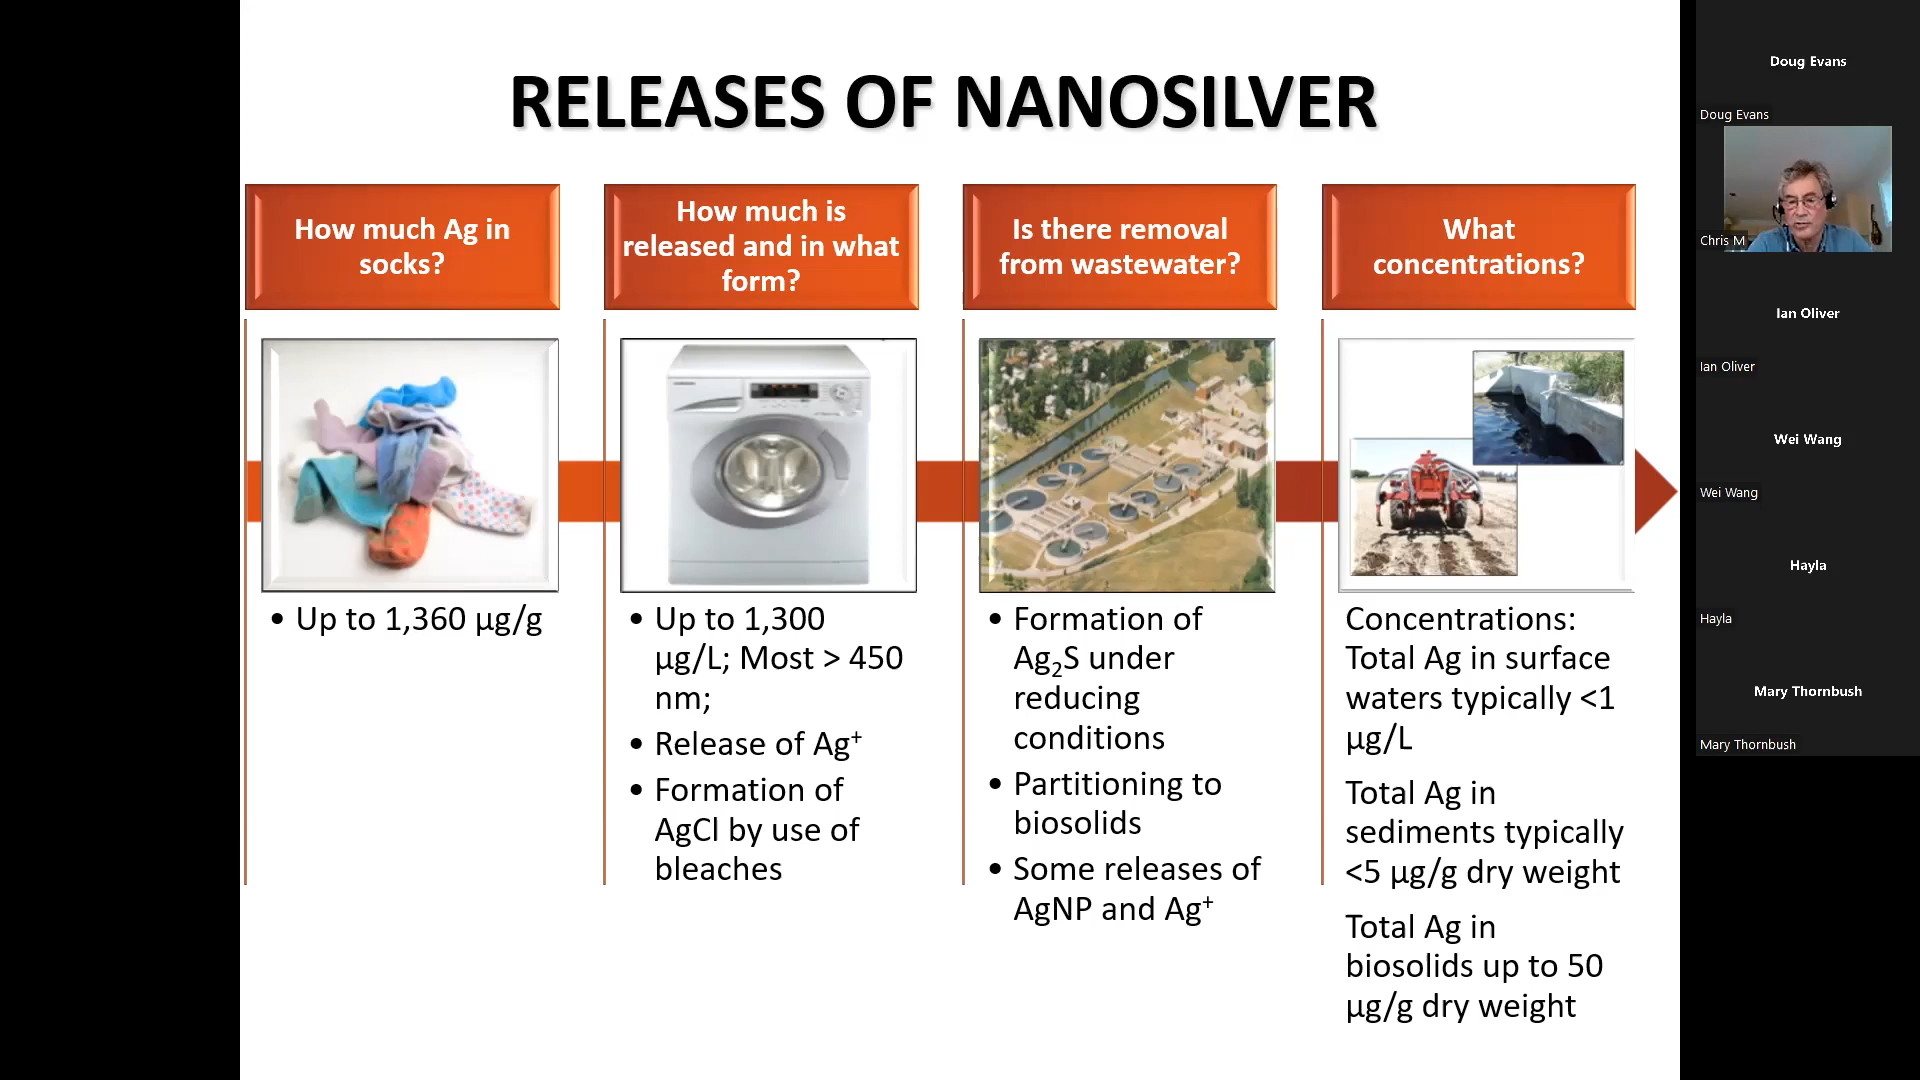 RELEASES OF NANOSILVER
How much Ag in
socks?
How much is
released and in what
form?
Is there removal
from wastewater?
What
concentrations?
• Up to 1,360 µg/g
• Up to 1,300
µg/L; Most > 450
nm;
• Release of Ag⁺
• Formation of
AgCl by use of
bleaches
• Formation of
Ag₂S under
reducing
conditions
• Partitioning to
biosolids
• Some releases of
AgNP and Ag⁺
Concentrations:
Total Ag in surface
waters typically <1
µg/L
Total Ag in
sediments typically
<5 µg/g dry weight
Total Ag in
biosolids up to 50
µg/g dry weight
Doug Evans
Doug Evans
Chris M
Ian Oliver
Ian Oliver
Wei Wang
Wei Wang
Hayla
Hayla
Mary Thornbush
Mary Thornbush